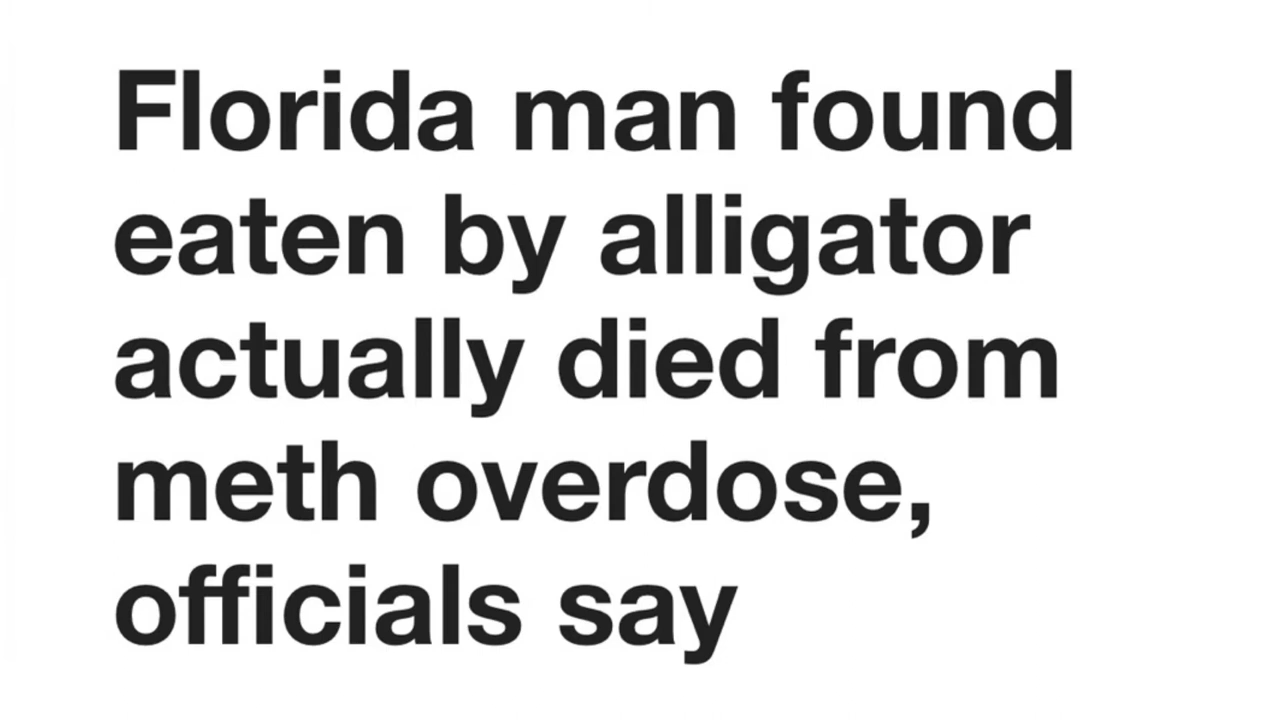 Florida man found
eaten by alligator
actually died from
meth overdose,
officials say